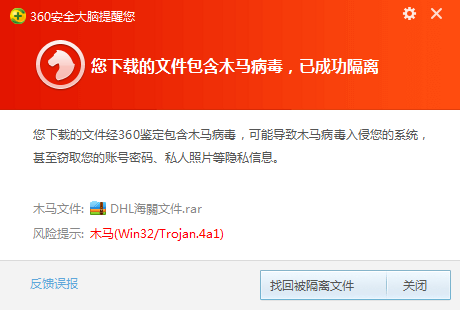 360安全大脑提醒您
您下载的文件包含木马病毒，已成功隔离
您下载的文件经360鉴定包含木马病毒，可能导致木马病毒入侵您的系统，
甚至窃取您的账号密码、私人照片等隐私信息。
木马文件: DHL海關文件.rar
风险提示: 木马(Win32/Trojan.4a1)
反馈误报
找回被隔离文件 关闭